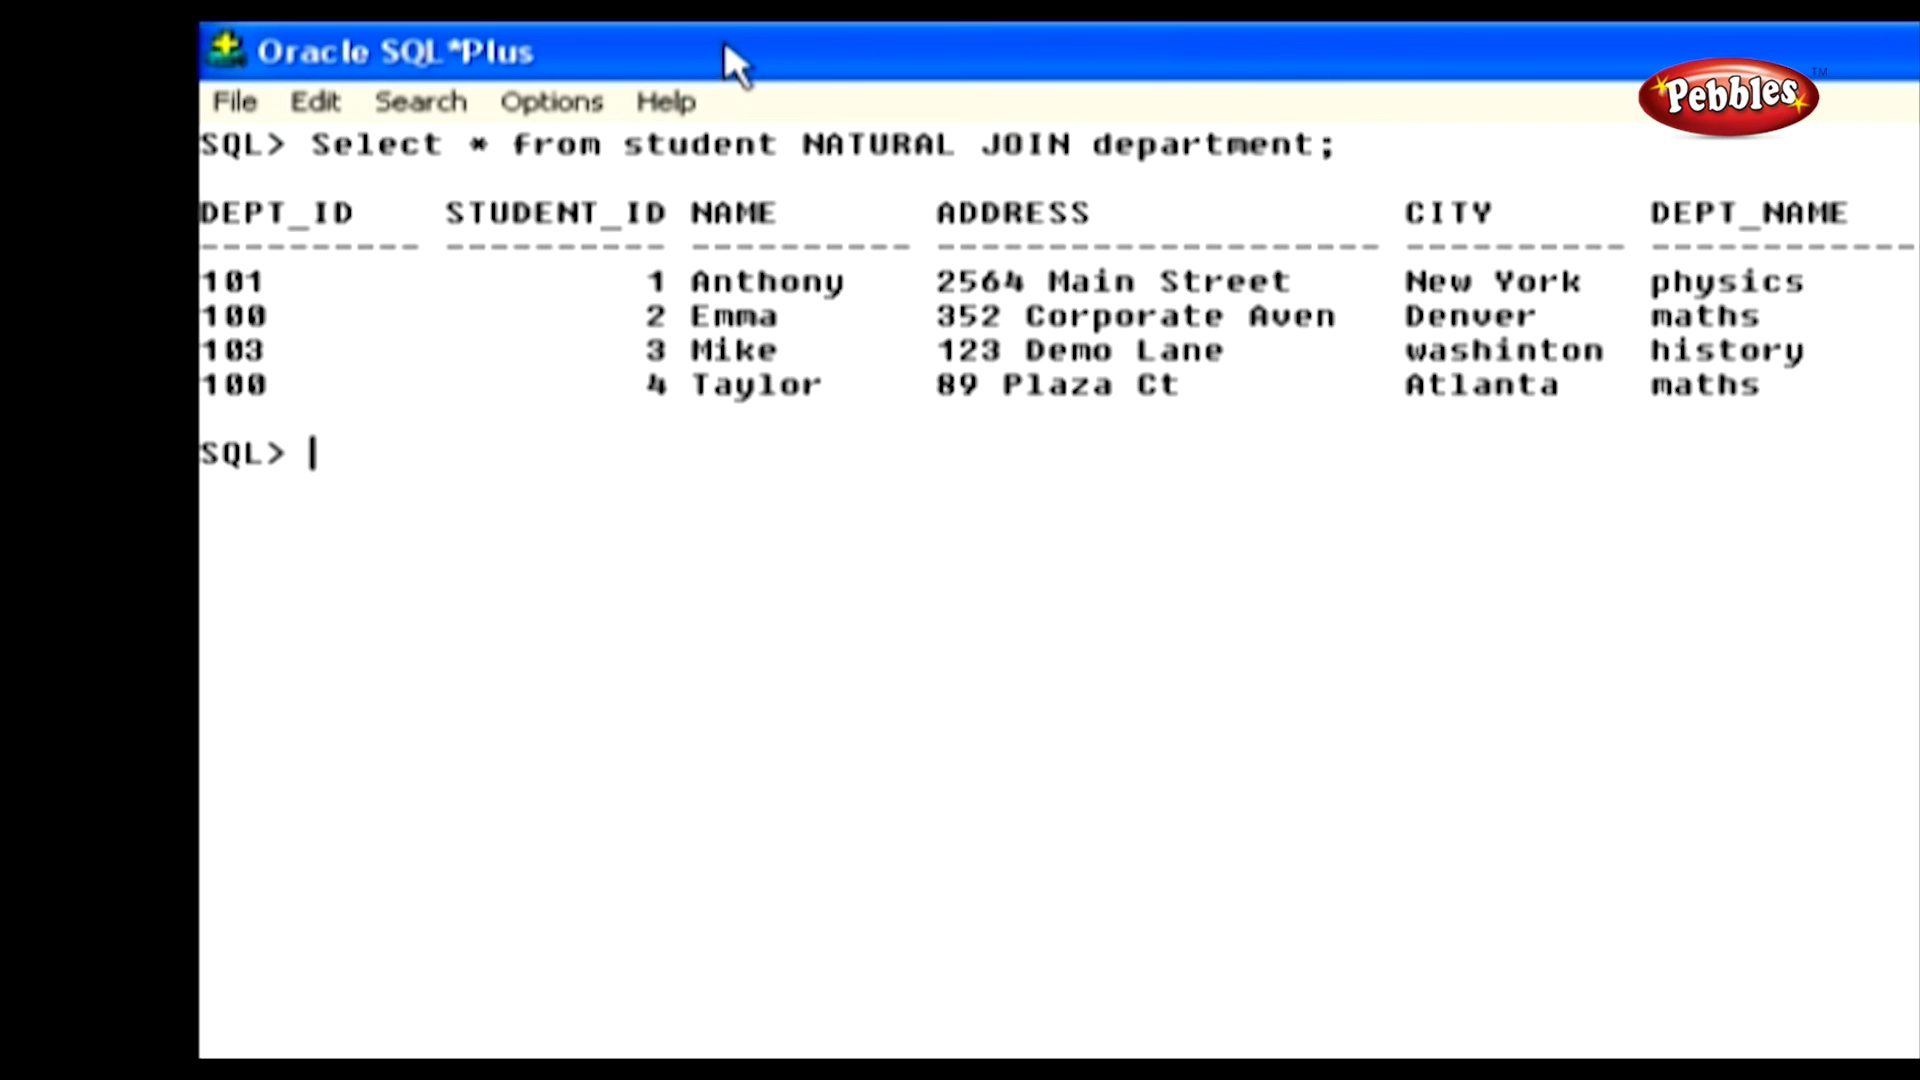 Oracle SQL*Plus
Pebbles™
File Edit Search Options Help
SQL> Select * from student NATURAL JOIN department;
DEPT_ID STUDENT_ID NAME ADDRESS CITY DEPT_NAME
---------- ---------- ---------- -------------------- ---------- ------------
101 1 Anthony 2564 Main Street New York physics
100 2 Emma 352 Corporate Aven Denver maths
103 3 Mike 123 Demo Lane washinton history
100 4 Taylor 89 Plaza Ct Atlanta maths
SQL>